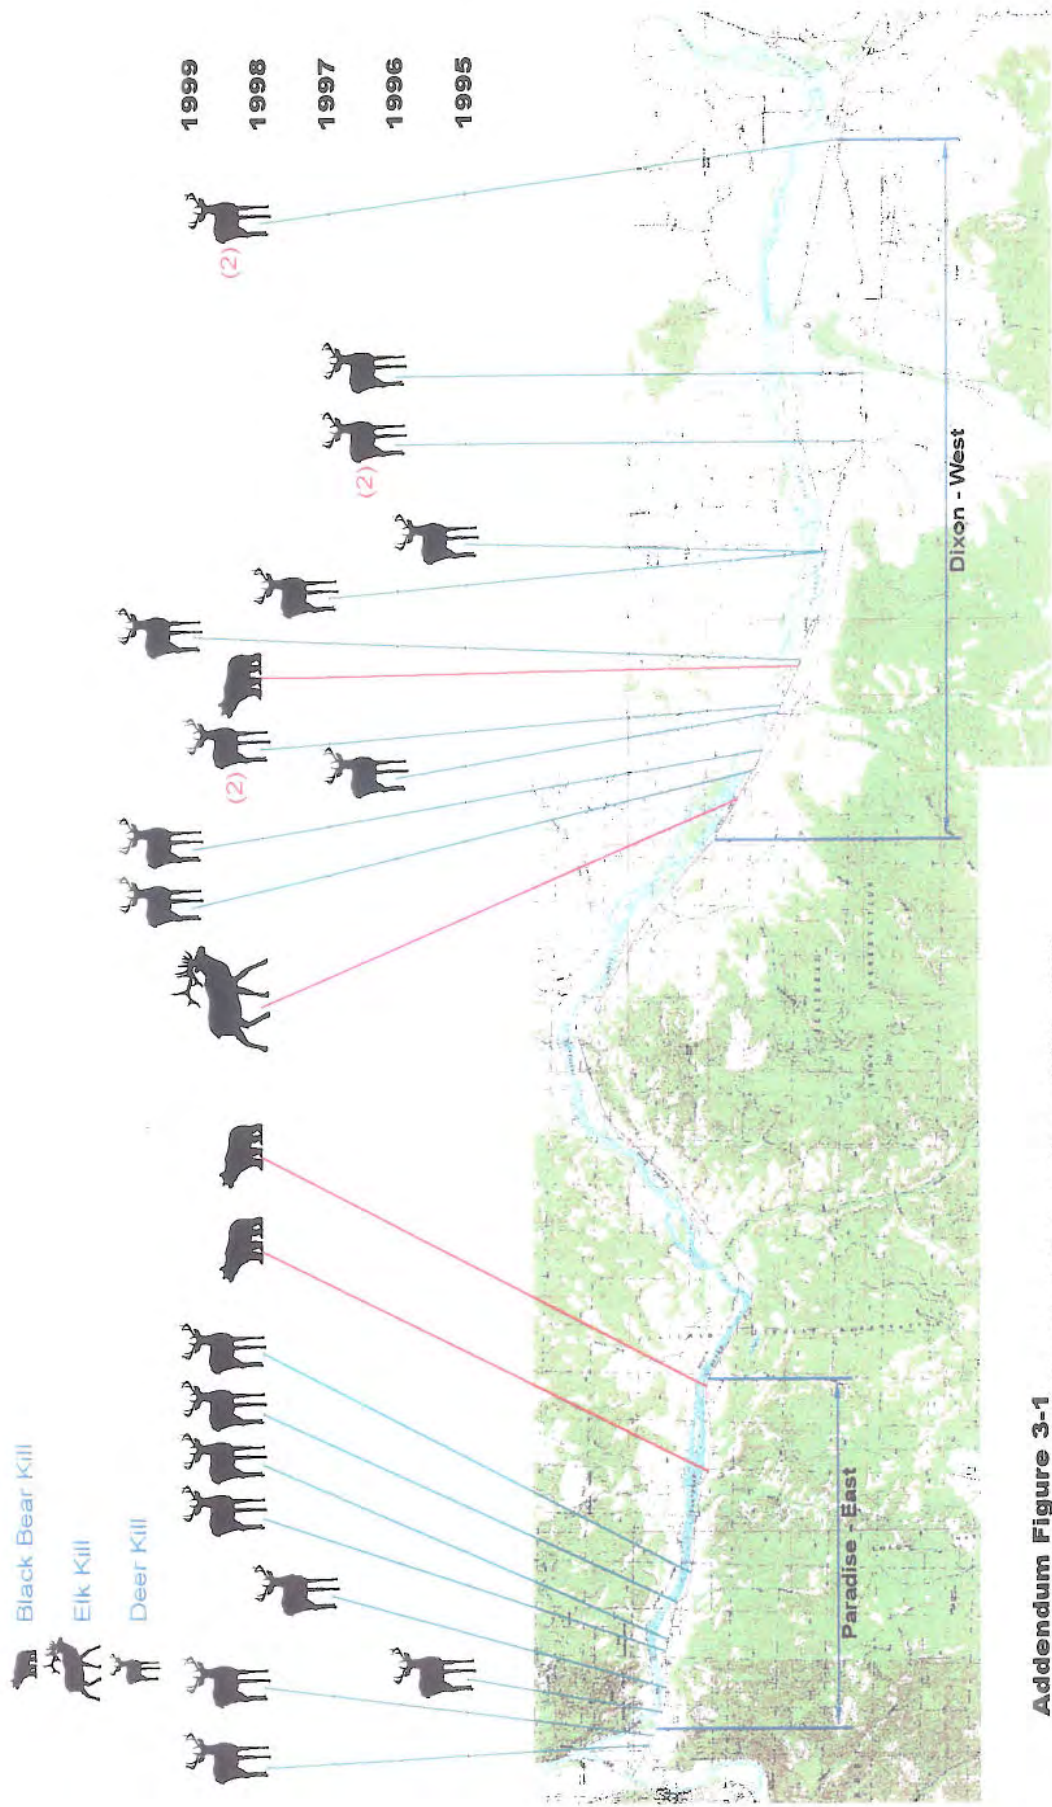 Black Bear Kill
Elk Kill
Deer Kill
1999
1998
1997
1996
1995
(2)
(2)
(2)
Paradise - East
Dixon - West
Addendum Figure 3-1